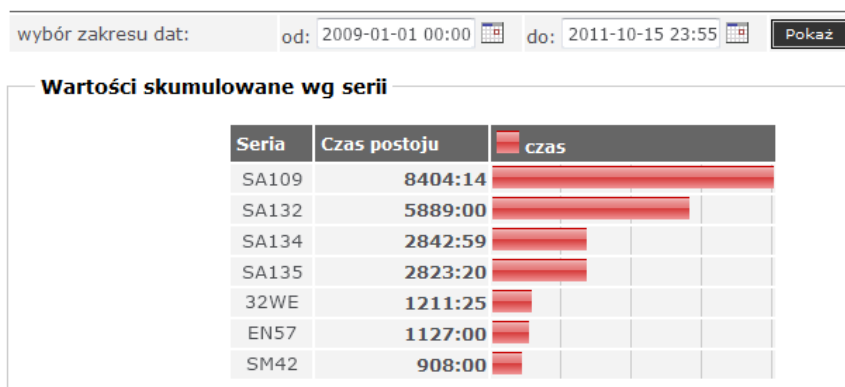 wybór zakresu dat: od: 2009-01-01 00:00 do: 2011-10-15 23:55 Pokaż
Wartości skumulowane wg serii
Seria Czas postoju czas
SA109 8404:14
SA132 5889:00
SA134 2842:59
SA135 2823:20
32WE 1211:25
EN57 1127:00
SM42 908:00